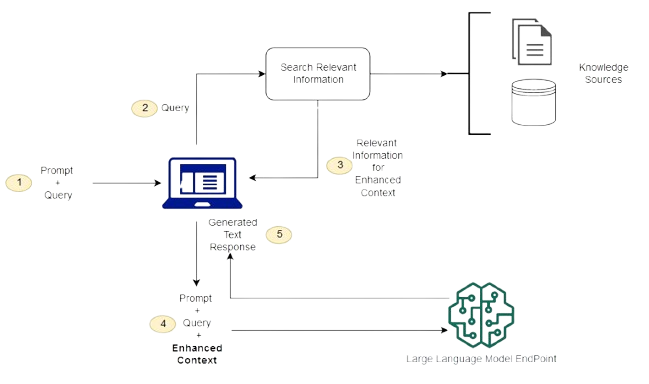 Search Relevant
Information
Knowledge
Sources
2 Query
Relevant
Information
for
3 Enhanced
Context
1 Prompt
+
Query
Generated
Text
Response
5
Prompt
+
4 Query
+
Enhanced
Context
Large Language Model EndPoint